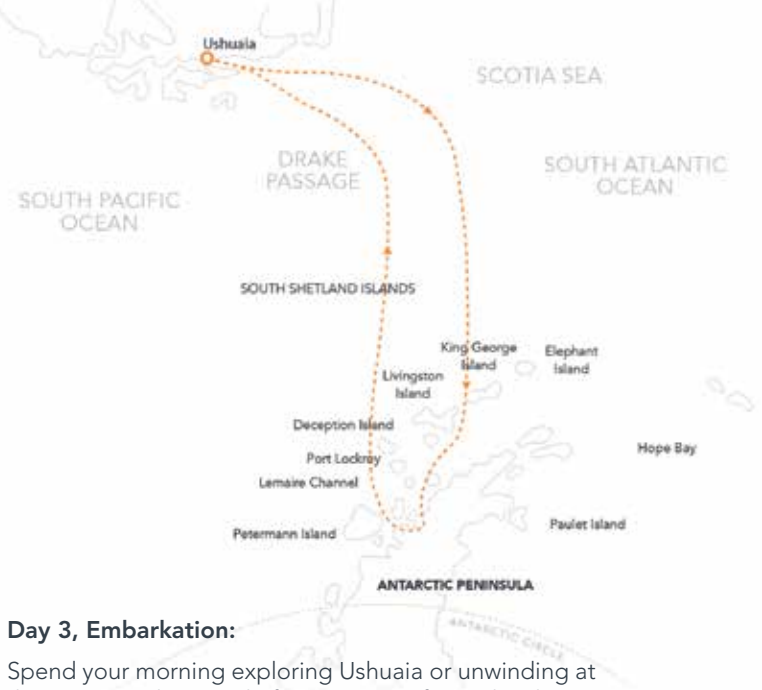 Ushuaia
SCOTIA SEA
DRAKE
PASSAGE
SOUTH ATLANTIC
OCEAN
SOUTH PACIFIC
OCEAN
SOUTH SHETLAND ISLANDS
King George
Island
Elephant
Island
Livingston
Island
Deception Island
Port Lockroy
Lemaire Channel
Hope Bay
Petermann Island
Paulet Island
ANTARCTIC PENINSULA
ANTARCTIC CIRCLE
Day 3, Embarkation:
Spend your morning exploring Ushuaia or unwinding at